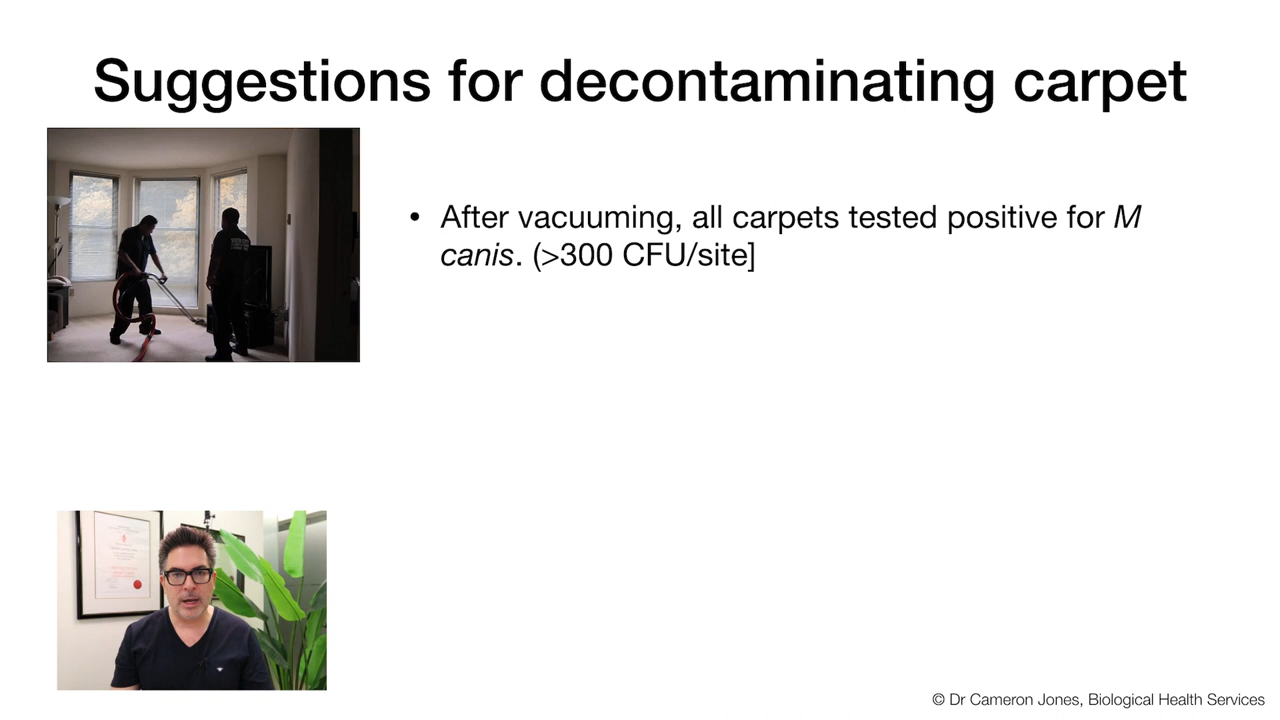 Suggestions for decontaminating carpet
• After vacuuming, all carpets tested positive for M
canis. (>300 CFU/site]
© Dr Cameron Jones, Biological Health Services